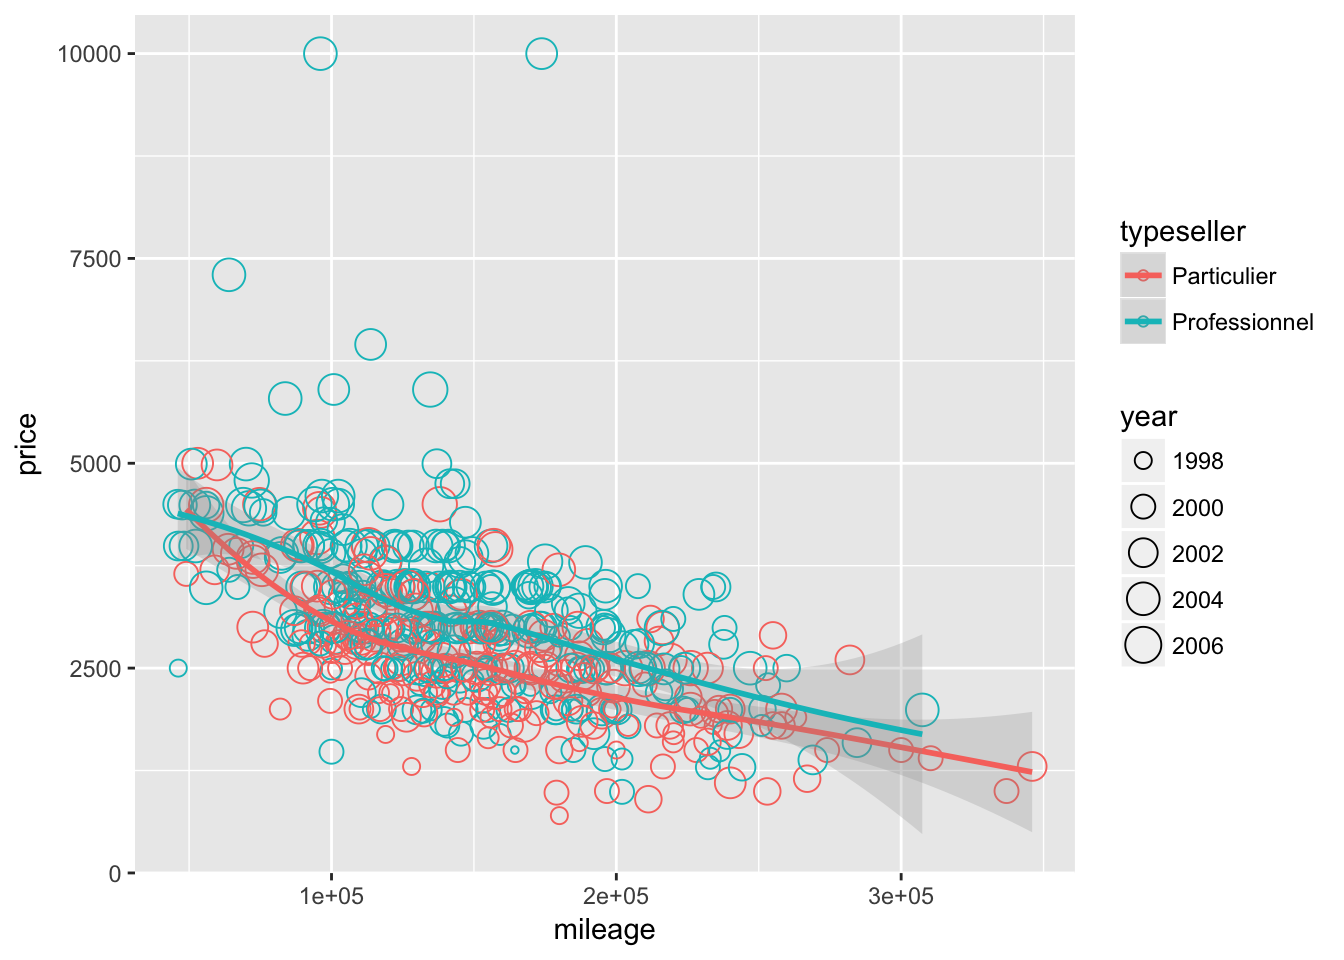 10000
7500
5000
2500
0
price
1e+05
2e+05
3e+05
mileage
typeseller
Particulier
Professionnel
year
1998
2000
2002
2004
2006